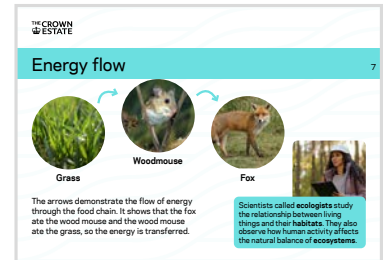 THE CROWN
ESTATE
Energy flow
7
Woodmouse
Grass
Fox
The arrows demonstrate the flow of energy
through the food chain. It shows that the fox
ate the wood mouse and the wood mouse
ate the grass, so the energy is transferred.
Scientists called ecologists study
the relationship between living
things and their habitats. They also
observe how human activity affects
the natural balance of ecosystems.